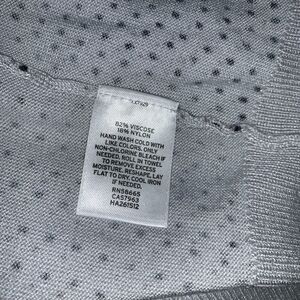 82% VISCOSE
18% NYLON
HAND WASH COLD WITH
LIKE COLORS, ONLY
NON-CHLORINE BLEACH IF
NEEDED. ROLL IN TOWEL
TO REMOVE EXCESS
MOISTURE. RESHAPE, LAY
FLAT TO DRY. COOL IRON
IF NEEDED.
RN58665
CA57963
HA261512